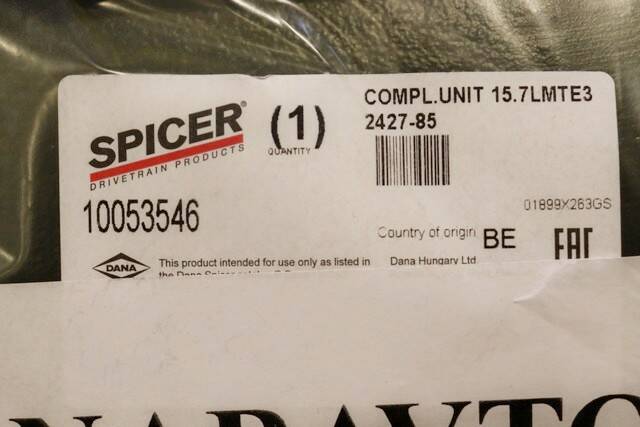 SPICER®
DRIVETRAIN PRODUCTS
(1)
QUANTITY
COMPL.UNIT 15.7LMTE3
2427-85
10053546
01899X263GS
Country of origin BE
EAC
DANA
This product intended for use only as listed in
Dana Hungary Ltd